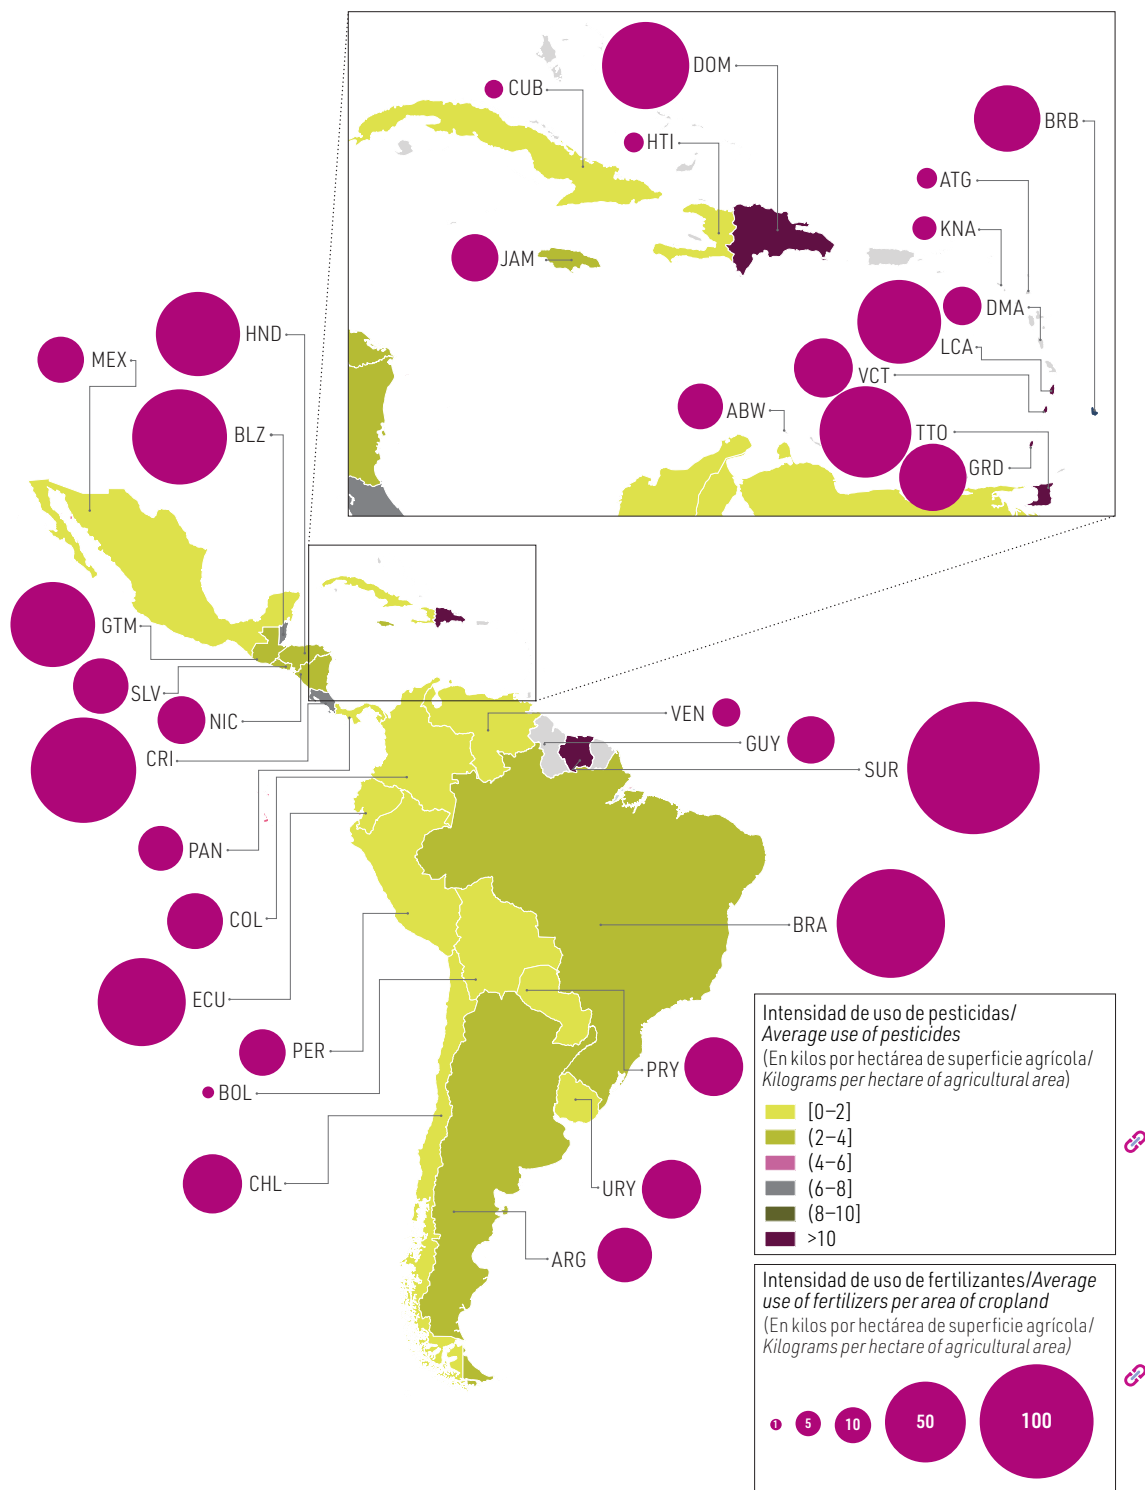 DOM
CUB
BRB
HTI
ATG
KNA
JAM
DMA
LCA
VCT
ABW
TTO
GRD
HND
MEX
BLZ
GTM
SLV
NIC
CRI
VEN
GUY
SUR
PAN
COL
BRA
ECU
PER
PRY
BOL
CHL
URY
ARG
Intensidad de uso de pesticidas/
Average use of pesticides
(En kilos por hectárea de superficie agrícola/
Kilograms per hectare of agricultural area)
[0–2]
(2–4]
(4–6]
(6–8]
(8–10]
>10
Intensidad de uso de fertilizantes/Average
use of fertilizers per area of cropland
(En kilos por hectárea de superficie agrícola/
Kilograms per hectare of agricultural area)
1 5 10 50 100